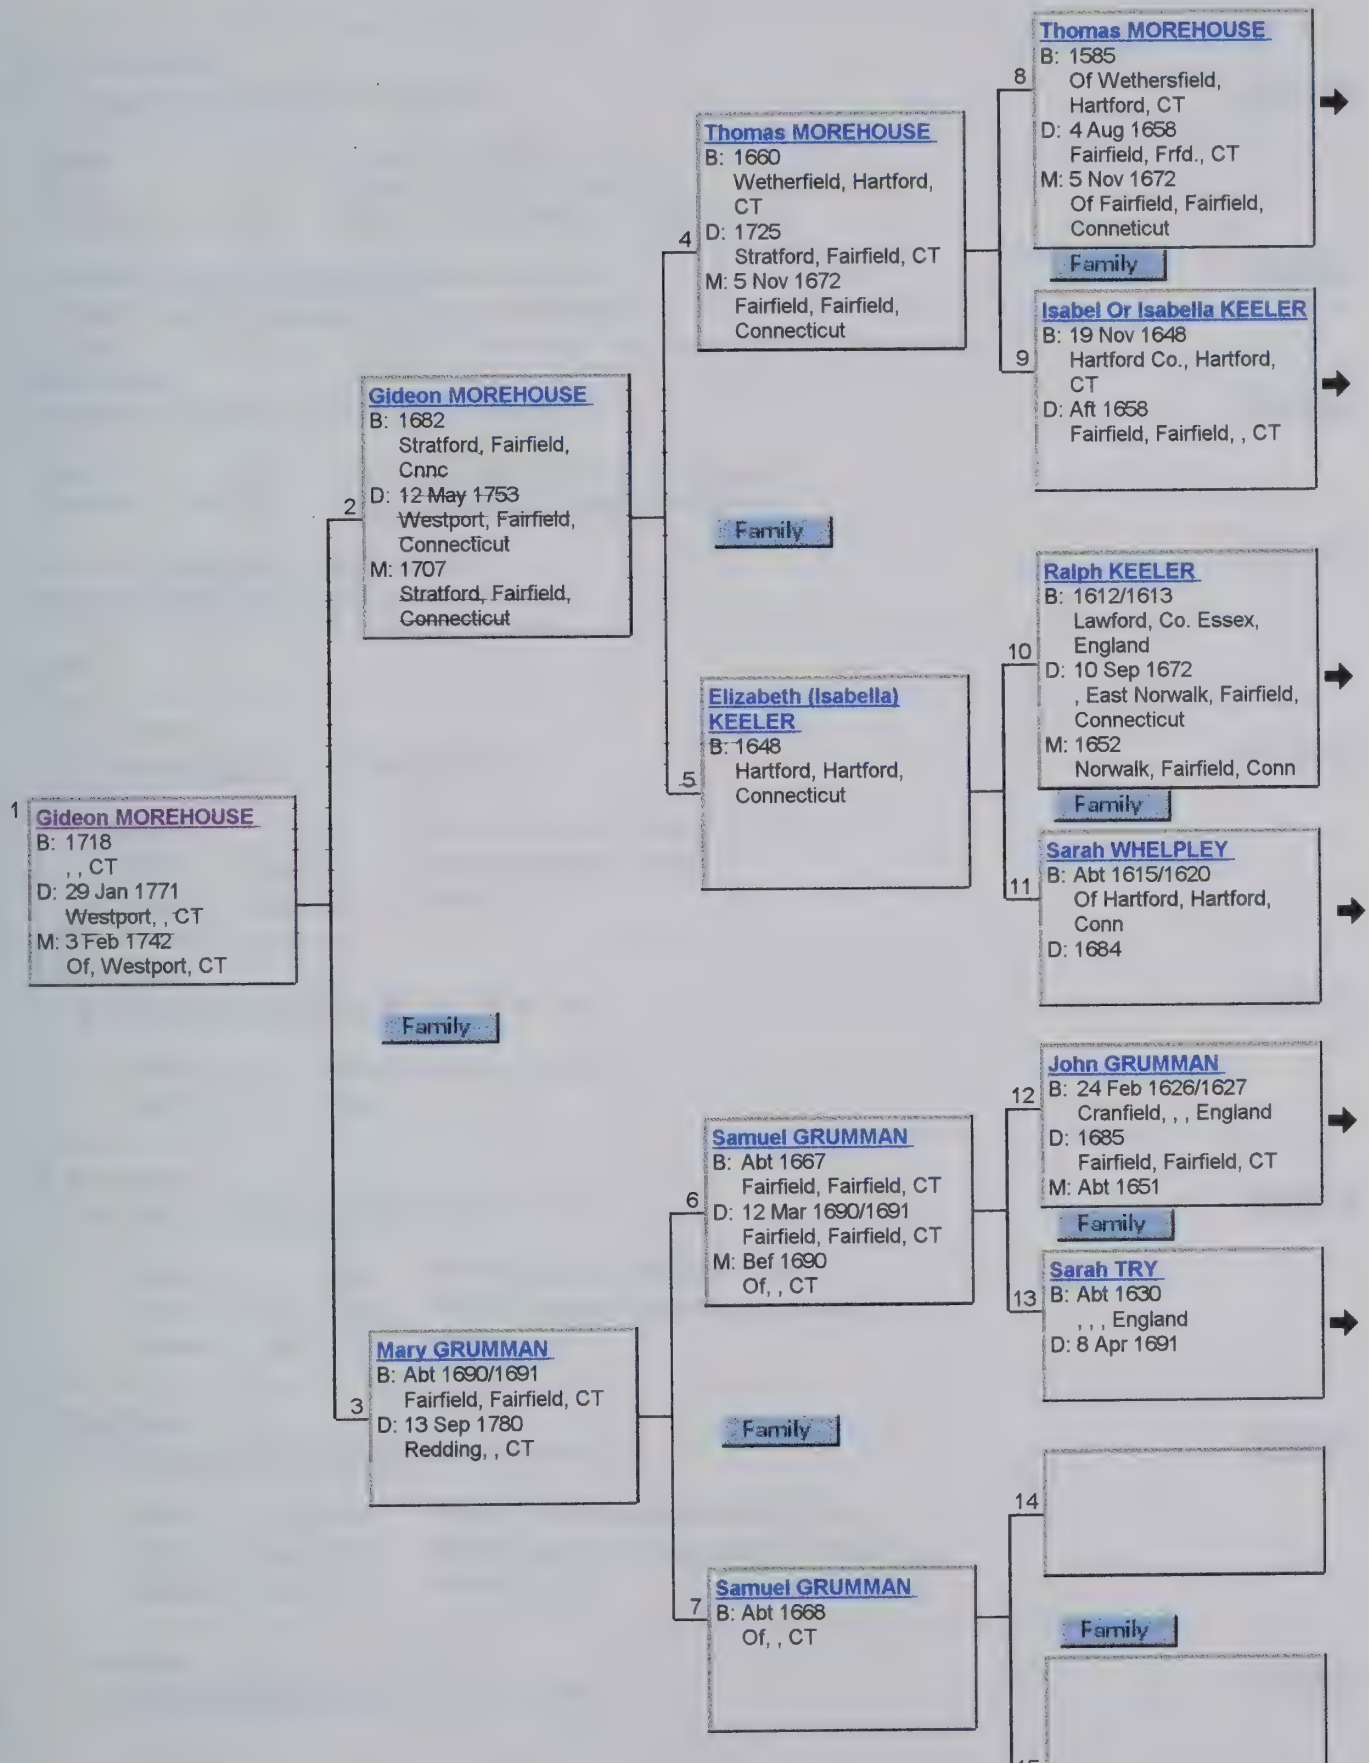 1
Gideon MOREHOUSE
B: 1718
, , CT
D: 29 Jan 1771
Westport, , CT
M: 3 Feb 1742
Of, Westport, CT
2
Gideon MOREHOUSE
B: 1682
Stratford, Fairfield,
Cnnc
D: 12 May 1753
Westport, Fairfield,
Connecticut
M: 1707
Stratford, Fairfield,
Connecticut
Family
3
Mary GRUMMAN
B: Abt 1690/1691
Fairfield, Fairfield, CT
D: 13 Sep 1780
Redding, , CT
4
Thomas MOREHOUSE
B: 1660
Wetherfield, Hartford,
CT
D: 1725
Stratford, Fairfield, CT
M: 5 Nov 1672
Fairfield, Fairfield,
Connecticut
Family
5
Elizabeth (Isabella)
KEELER
B: 1648
Hartford, Hartford,
Connecticut
6
Samuel GRUMMAN
B: Abt 1667
Fairfield, Fairfield, CT
D: 12 Mar 1690/1691
Fairfield, Fairfield, CT
M: Bef 1690
Of, , CT
Family
7
Samuel GRUMMAN
B: Abt 1668
Of, , CT
8
Thomas MOREHOUSE
B: 1585
Of Wethersfield,
Hartford, CT
D: 4 Aug 1658
Fairfield, Frfd., CT
M: 5 Nov 1672
Of Fairfield, Fairfield,
Conneticut
Family
9
Isabel Or Isabella KEELER
B: 19 Nov 1648
Hartford Co., Hartford,
CT
D: Aft 1658
Fairfield, Fairfield, , CT
10
Ralph KEELER
B: 1612/1613
Lawford, Co. Essex,
England
D: 10 Sep 1672
, East Norwalk, Fairfield,
Connecticut
M: 1652
Norwalk, Fairfield, Conn
Family
11
Sarah WHELPLEY
B: Abt 1615/1620
Of Hartford, Hartford,
Conn
D: 1684
12
John GRUMMAN
B: 24 Feb 1626/1627
Cranfield, , , England
D: 1685
Fairfield, Fairfield, CT
M: Abt 1651
Family
13
Sarah TRY
B: Abt 1630
, , , England
D: 8 Apr 1691
14
Family